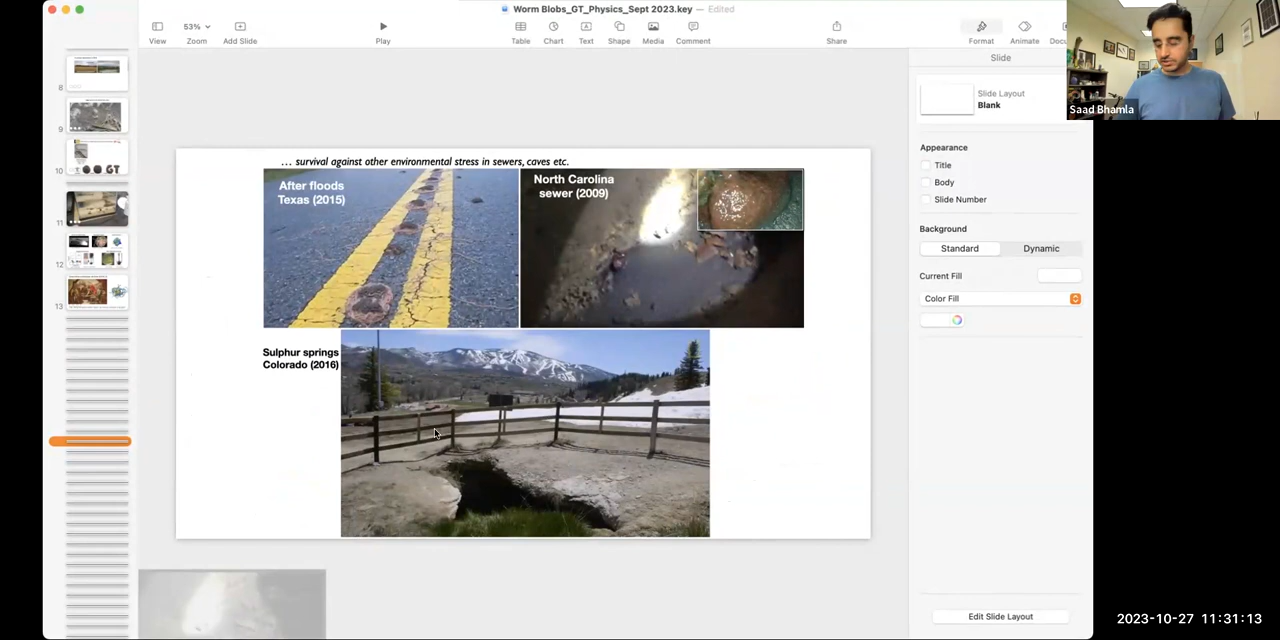 Worm Blobs_GT_Physics_Sept 2023.key — Edited
53%
View
Zoom
Add Slide
Play
Table
Chart
Text
Shape
Media
Comment
Share
Format
Animate
Saad Bhamla
Slide
Slide Layout
Blank
Appearance
Title
Body
Slide Number
Background
Standard
Dynamic
Current Fill
Color Fill
Edit Slide Layout
8
9
10
11
12
13
… survival against other environmental stress in sewers, caves etc.
After floods
Texas (2015)
North Carolina
sewer (2009)
Sulphur springs
Colorado (2016)
2023-10-27 11:31:13